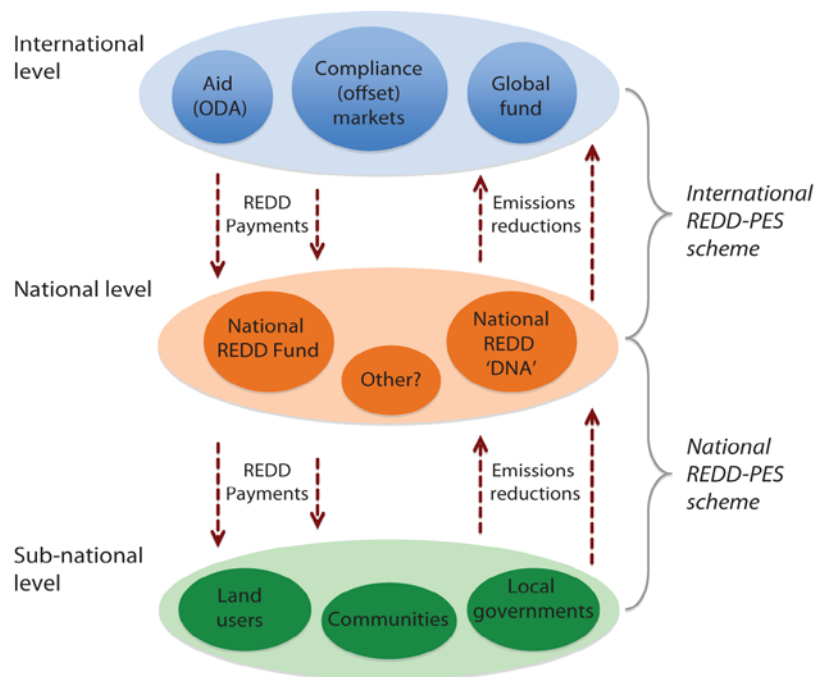 International
level
Aid
(ODA)
Compliance
(offset)
markets
Global
fund
REDD
Payments
Emissions
reductions
International
REDD-PES
scheme
National level
National
REDD Fund
Other?
National
REDD
‘DNA’
REDD
Payments
Emissions
reductions
National
REDD-PES
scheme
Sub-national
level
Land
users
Communities
Local
governments